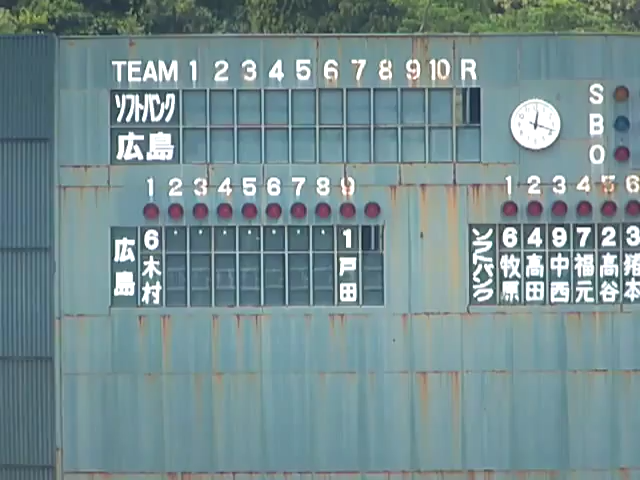 TEAM 1 2 3 4 5 6 7 8 9 10 R
ソフトバンク
広島
S
B
O
1 2 3 4 5 6 7 8 9
広島
6 木村
1 戸田
1 2 3 4 5 6
ソフトバンク
6 牧原
4 高田
9 中西
7 福元
2 高谷
3 猪本